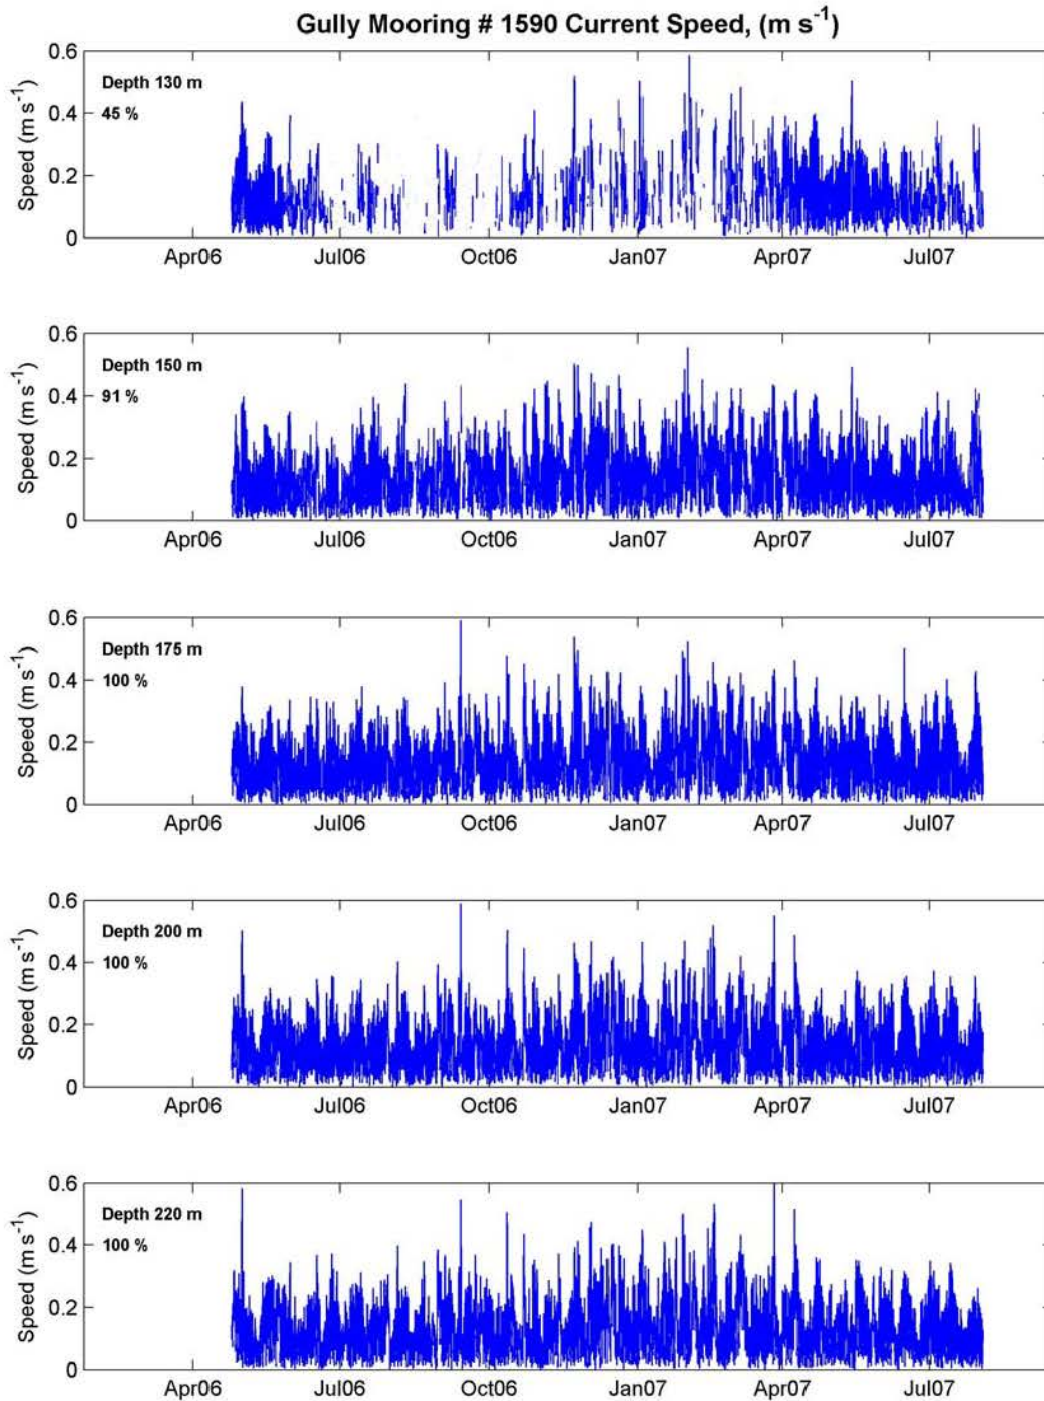 Gully Mooring # 1590 Current Speed, (m s⁻¹)
0.6
Depth 130 m
45 %
0.4
0.2
0
Speed (m s⁻¹)
Apr06 Jul06 Oct06 Jan07 Apr07 Jul07
0.6
Depth 150 m
91 %
0.4
0.2
0
Speed (m s⁻¹)
Apr06 Jul06 Oct06 Jan07 Apr07 Jul07
0.6
Depth 175 m
100 %
0.4
0.2
0
Speed (m s⁻¹)
Apr06 Jul06 Oct06 Jan07 Apr07 Jul07
0.6
Depth 200 m
100 %
0.4
0.2
0
Speed (m s⁻¹)
Apr06 Jul06 Oct06 Jan07 Apr07 Jul07
0.6
Depth 220 m
100 %
0.4
0.2
0
Speed (m s⁻¹)
Apr06 Jul06 Oct06 Jan07 Apr07 Jul07